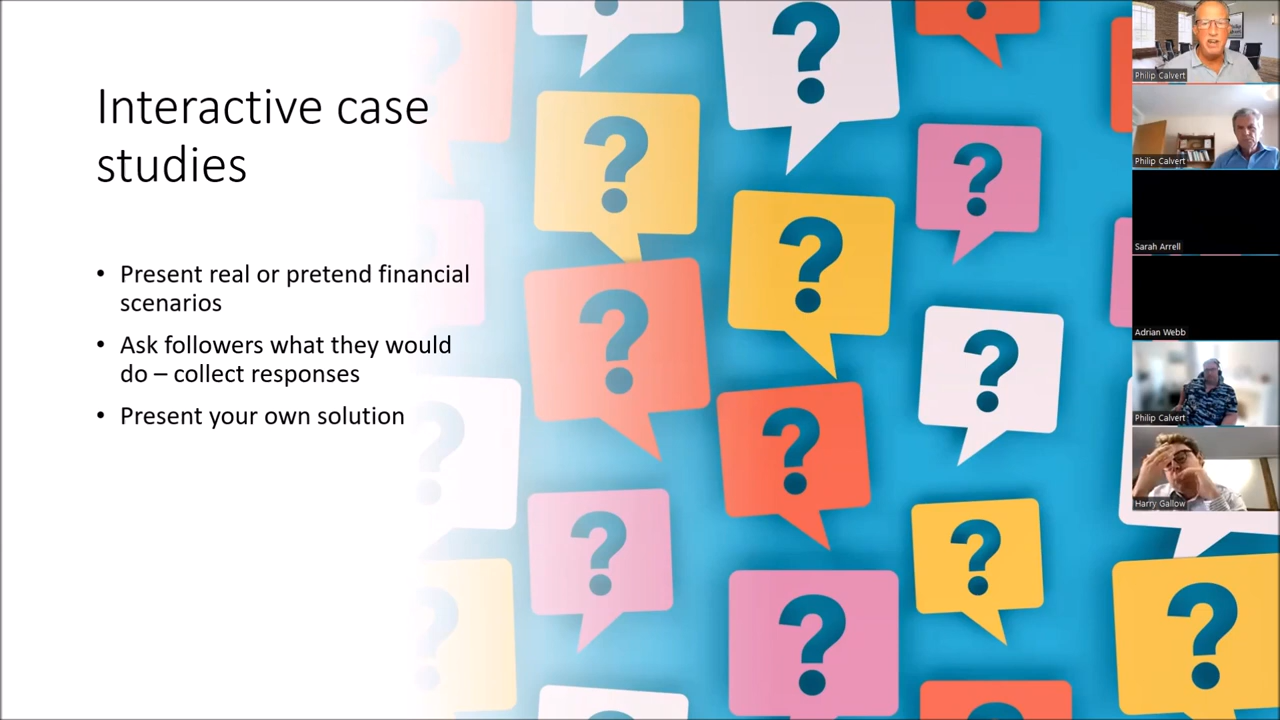 Interactive case
studies
• Present real or pretend financial
scenarios
• Ask followers what they would
do – collect responses
• Present your own solution
? ? ? ? ? ? ? ? ? ? ? ? ? ? ? ? ?
Philip Calvert
Philip Calvert
Sarah Arrell
Adrian Webb
Philip Calvert
Harry Gallow